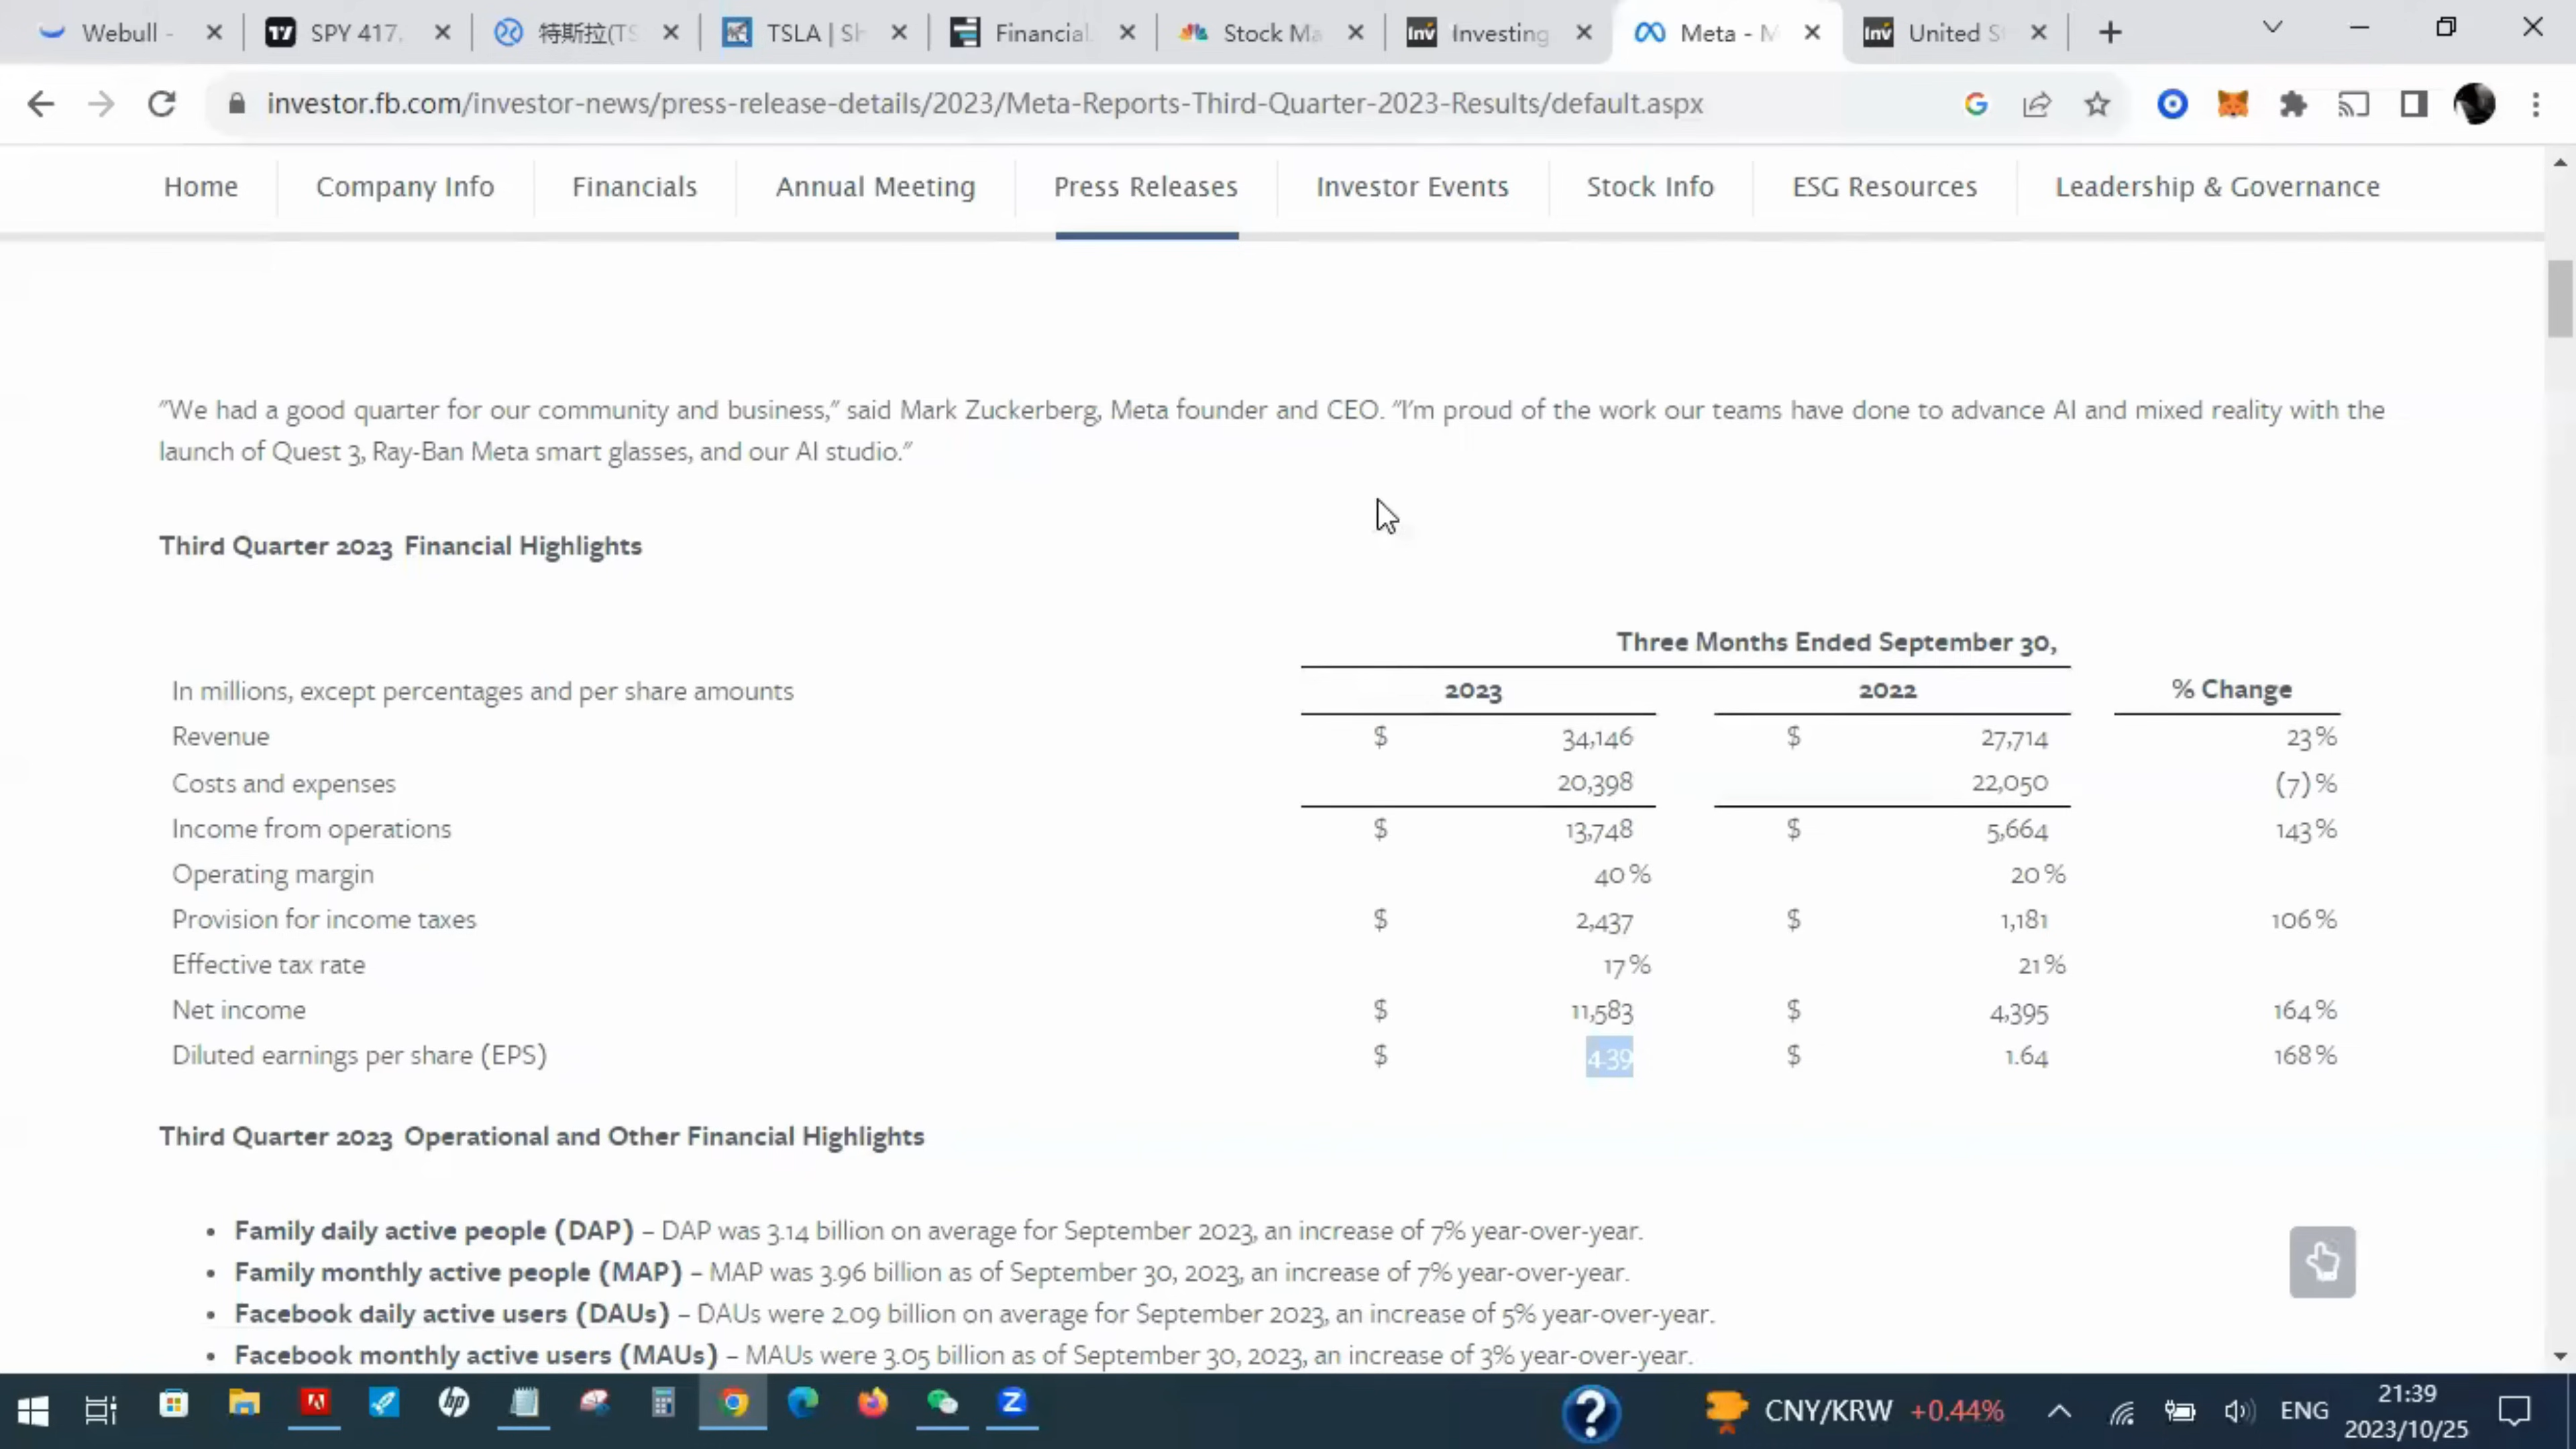 Webull -
SPY 417.
特斯拉(TS
TSLA | Sh
Financial
Stock Ma
Investing
Meta - M
United S
investor.fb.com/investor-news/press-release-details/2023/Meta-Reports-Third-Quarter-2023-Results/default.aspx
Home Company Info Financials Annual Meeting Press Releases Investor Events Stock Info ESG Resources Leadership & Governance
"We had a good quarter for our community and business," said Mark Zuckerberg, Meta founder and CEO. "I'm proud of the work our teams have done to advance AI and mixed reality with the
launch of Quest 3, Ray-Ban Meta smart glasses, and our AI studio."
Third Quarter 2023 Financial Highlights
Three Months Ended September 30,
In millions, except percentages and per share amounts 2023 2022 % Change
Revenue $ 34,146 $ 27,714 23 %
Costs and expenses 20,398 22,050 (7) %
Income from operations $ 13,748 $ 5,664 143 %
Operating margin 40 % 20 %
Provision for income taxes $ 2,437 $ 1,181 106 %
Effective tax rate 17 % 21 %
Net income $ 11,583 $ 4,395 164 %
Diluted earnings per share (EPS) $ 4.39 $ 1.64 168 %
Third Quarter 2023 Operational and Other Financial Highlights
• Family daily active people (DAP) – DAP was 3.14 billion on average for September 2023, an increase of 7% year-over-year.
• Family monthly active people (MAP) – MAP was 3.96 billion as of September 30, 2023, an increase of 7% year-over-year.
• Facebook daily active users (DAUs) – DAUs were 2.09 billion on average for September 2023, an increase of 5% year-over-year.
• Facebook monthly active users (MAUs) – MAUs were 3.05 billion as of September 30, 2023, an increase of 3% year-over-year.
CNY/KRW +0.44% ENG 21:39
2023/10/25